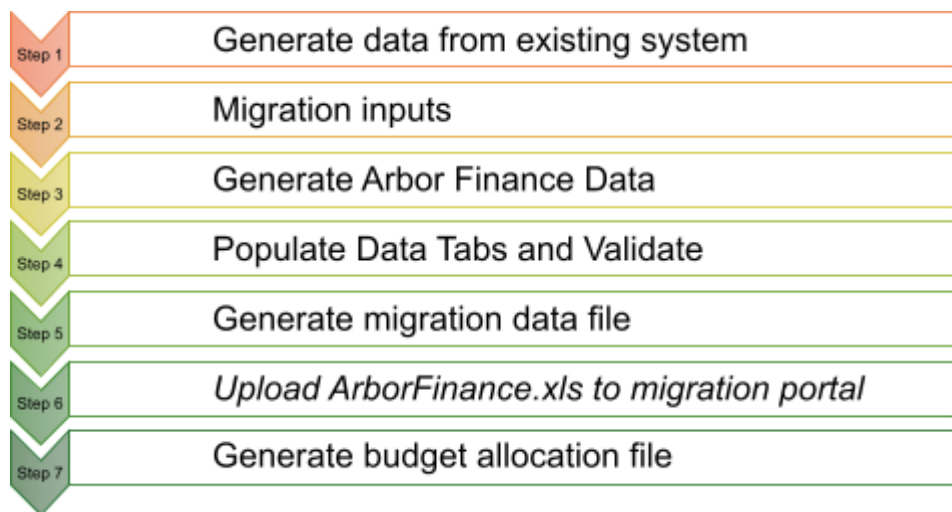 Step 1 Generate data from existing system
Step 2 Migration inputs
Step 3 Generate Arbor Finance Data
Step 4 Populate Data Tabs and Validate
Step 5 Generate migration data file
Step 6 Upload ArborFinance.xls to migration portal
Step 7 Generate budget allocation file